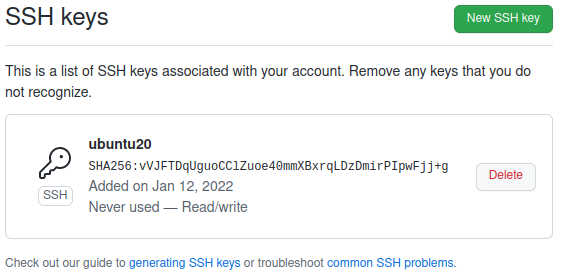 SSH keys
New SSH key
This is a list of SSH keys associated with your account. Remove any keys that you do
not recognize.
ubuntu20
SHA256:vVJFTDqUguoCClZuoe40mmXBxrqLDzDmirPIpwFjj+g
SSH
Added on Jan 12, 2022
Never used — Read/write
Delete
Check out our guide to generating SSH keys or troubleshoot common SSH problems.